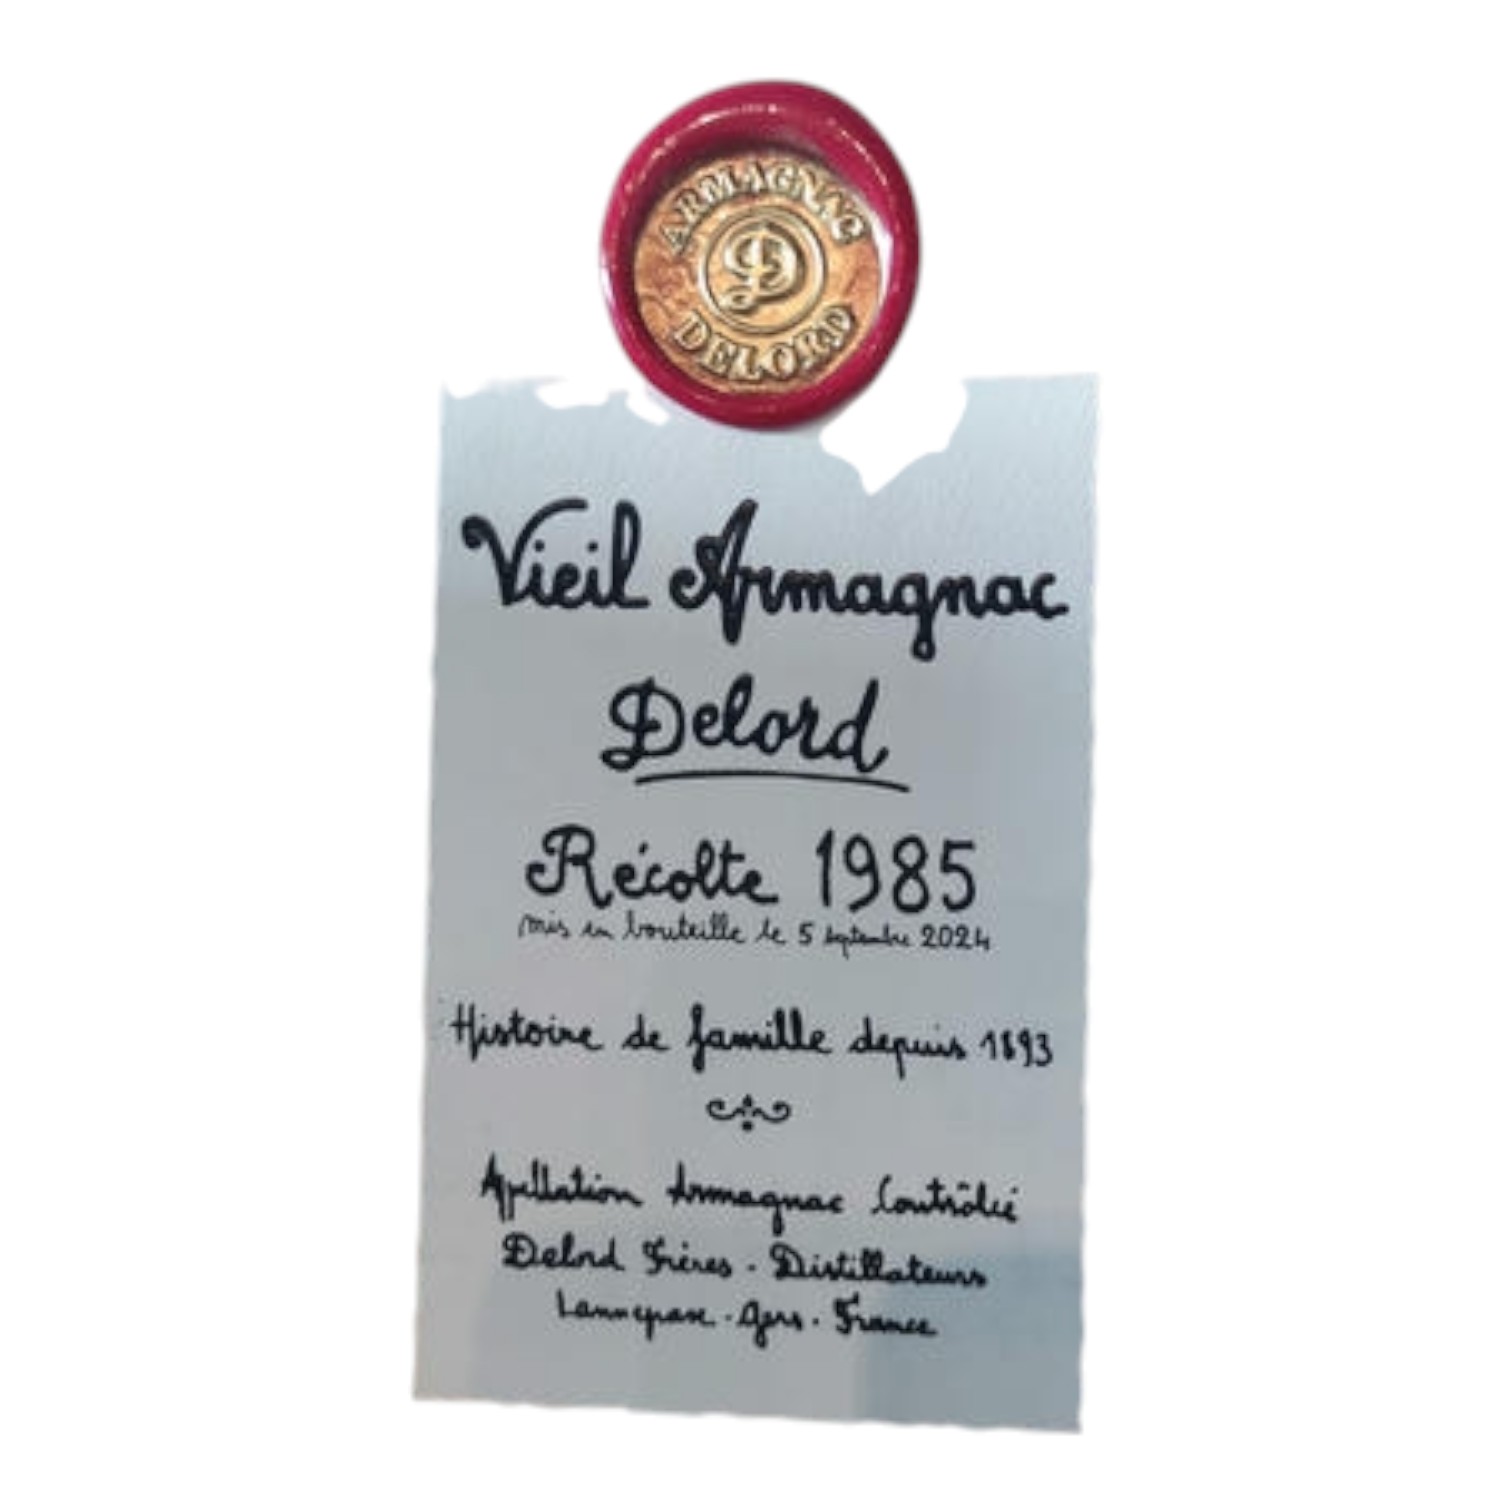 ARMAGNAC
D
DELORD
Vieil Armagnac
Delord
Récolte 1985
mis en bouteille le 5 septembre 2024
Histoire de famille depuis 1893
Appellation Armagnac Contrôlée
Delord Frères - Distillateurs
Lannepax - Gers - France